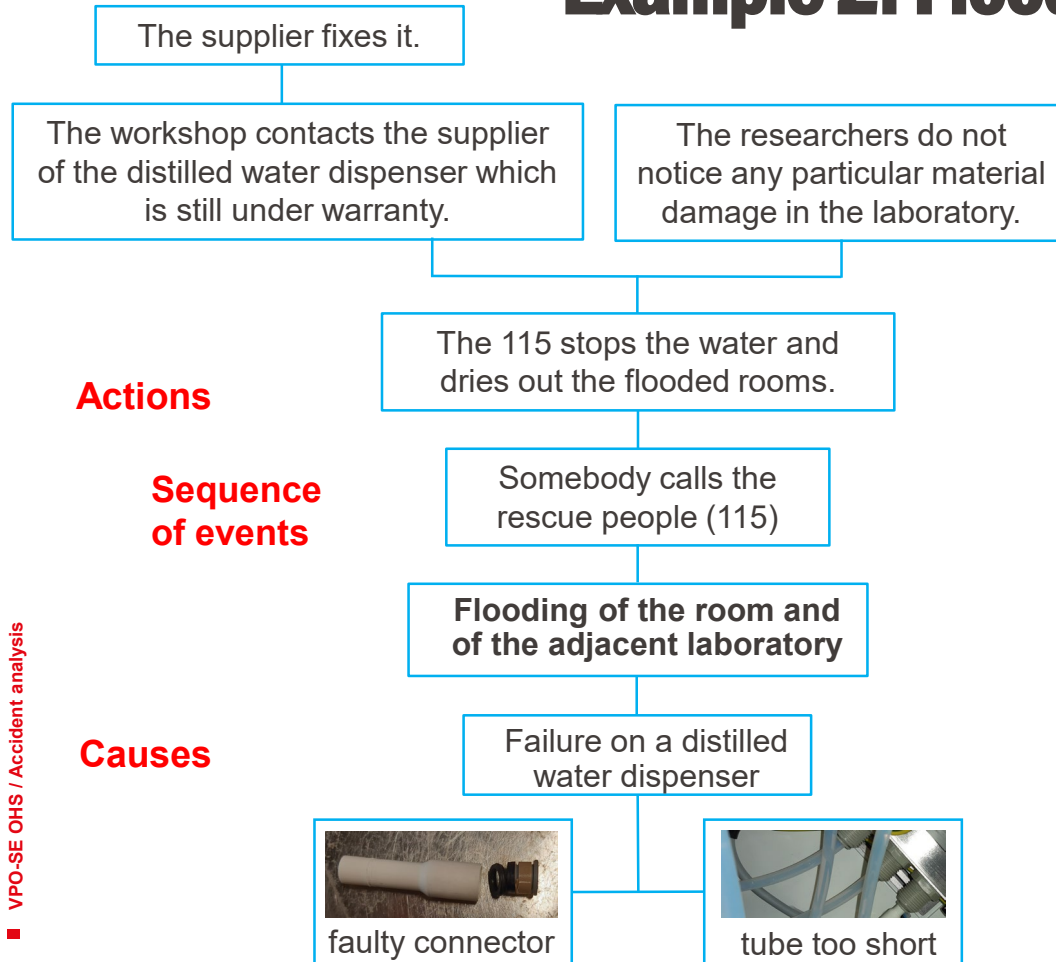 Example 2: Flood
The supplier fixes it.
The workshop contacts the supplier
of the distilled water dispenser which
is still under warranty.
The researchers do not
notice any particular material
damage in the laboratory.
The 115 stops the water and
dries out the flooded rooms.
Actions
Somebody calls the
rescue people (115)
Sequence
of events
Flooding of the room and
of the adjacent laboratory
Causes
Failure on a distilled
water dispenser
faulty connector
tube too short
VPO-SE OHS / Accident analysis